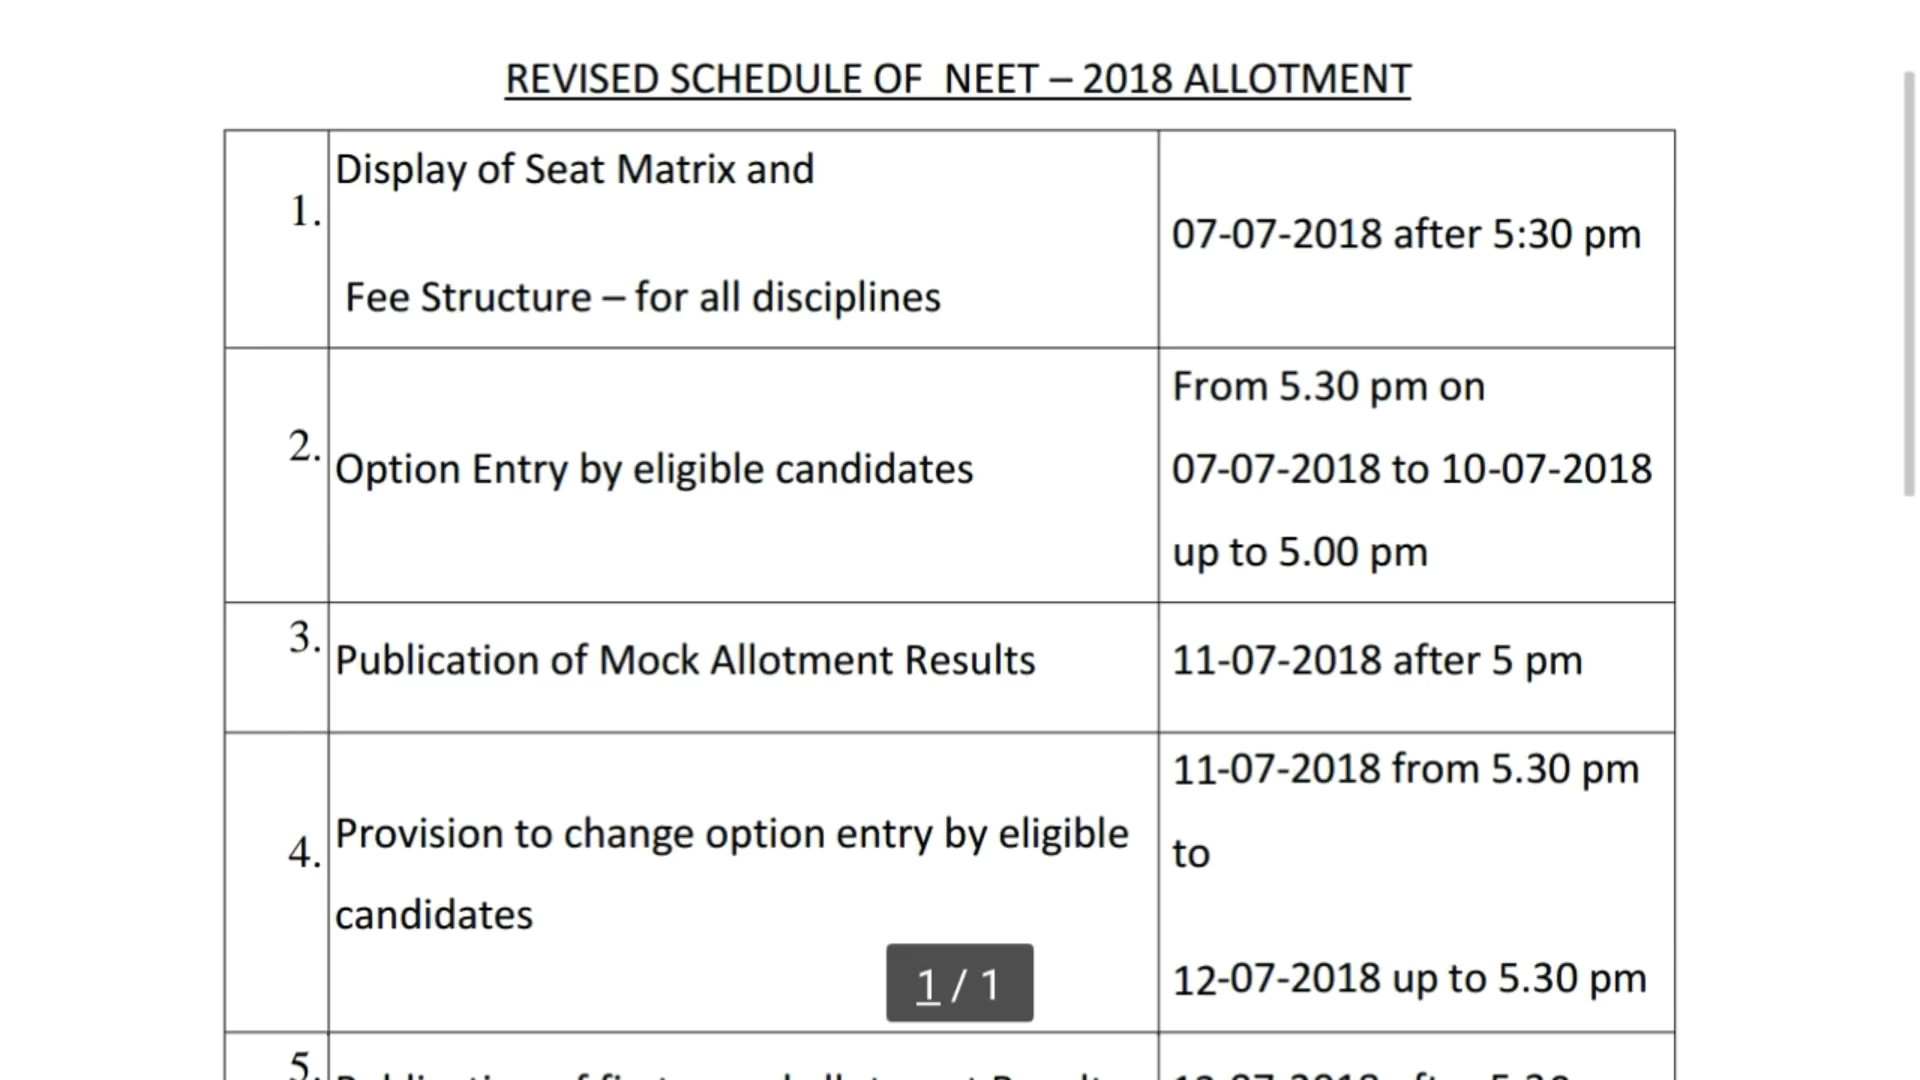 REVISED SCHEDULE OF NEET – 2018 ALLOTMENT
1.
Display of Seat Matrix and
Fee Structure – for all disciplines
07-07-2018 after 5:30 pm
2.
Option Entry by eligible candidates
From 5.30 pm on
07-07-2018 to 10-07-2018
up to 5.00 pm
3.
Publication of Mock Allotment Results
11-07-2018 after 5 pm
4.
Provision to change option entry by eligible
candidates
11-07-2018 from 5.30 pm
to
12-07-2018 up to 5.30 pm
1 / 1
5.